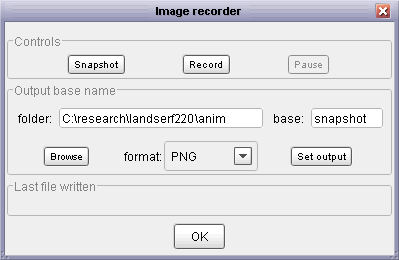 Image recorder
Controls
Snapshot Record Pause
Output base name
folder: C:\research\landserf220\anim base: snapshot
Browse format: PNG Set output
Last file written
OK